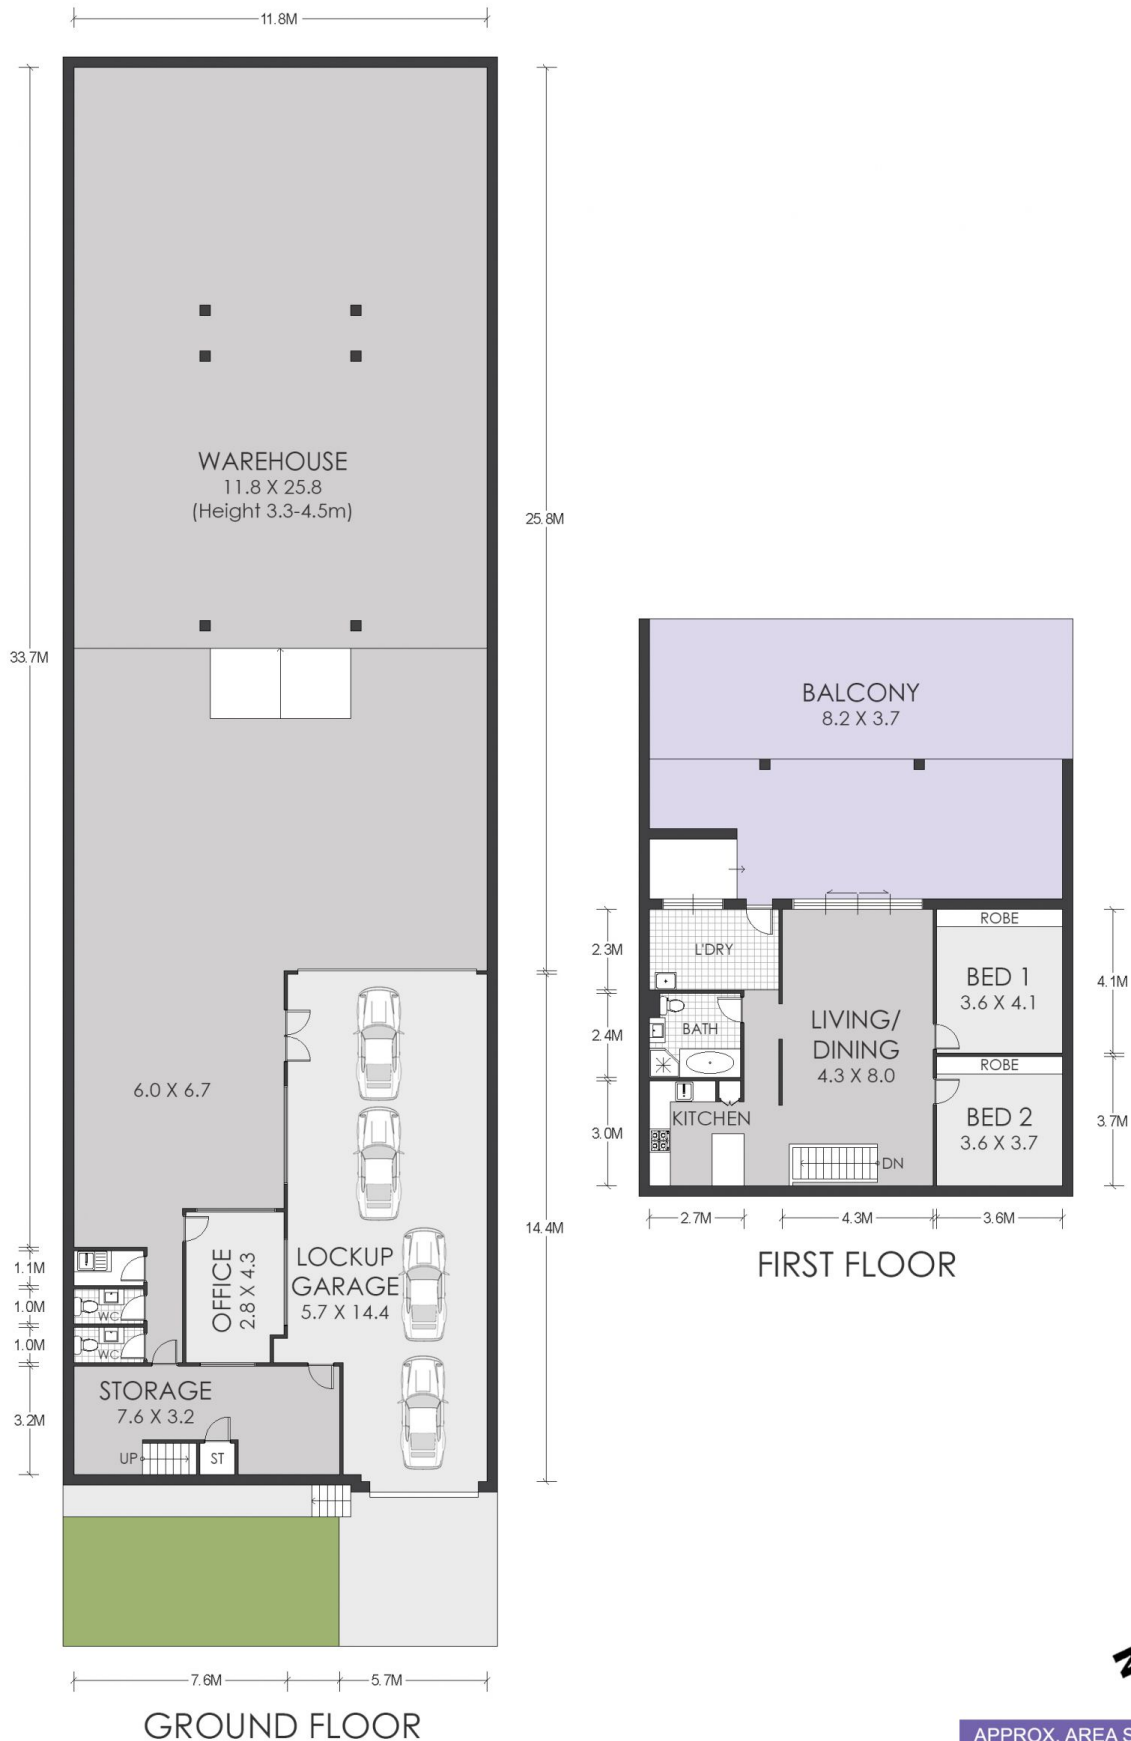 11.8M
33.7M
WAREHOUSE
11.8 X 25.8
(Height 3.3-4.5m)
25.8M
6.0 X 6.7
14.4M
OFFICE
2.8 X 4.3
LOCKUP
GARAGE
5.7 X 14.4
1.1M
1.0M
WC
1.0M
WC
3.2M
STORAGE
7.6 X 3.2
UP
ST
7.6M
5.7M
GROUND FLOOR
BALCONY
8.2 X 3.7
2.3M
L'DRY
ROBE
BED 1
3.6 X 4.1
4.1M
2.4M
BATH
LIVING/
DINING
4.3 X 8.0
ROBE
3.0M
KITCHEN
BED 2
3.6 X 3.7
3.7M
DN
2.7M
4.3M
3.6M
FIRST FLOOR
APPROX. AREA S